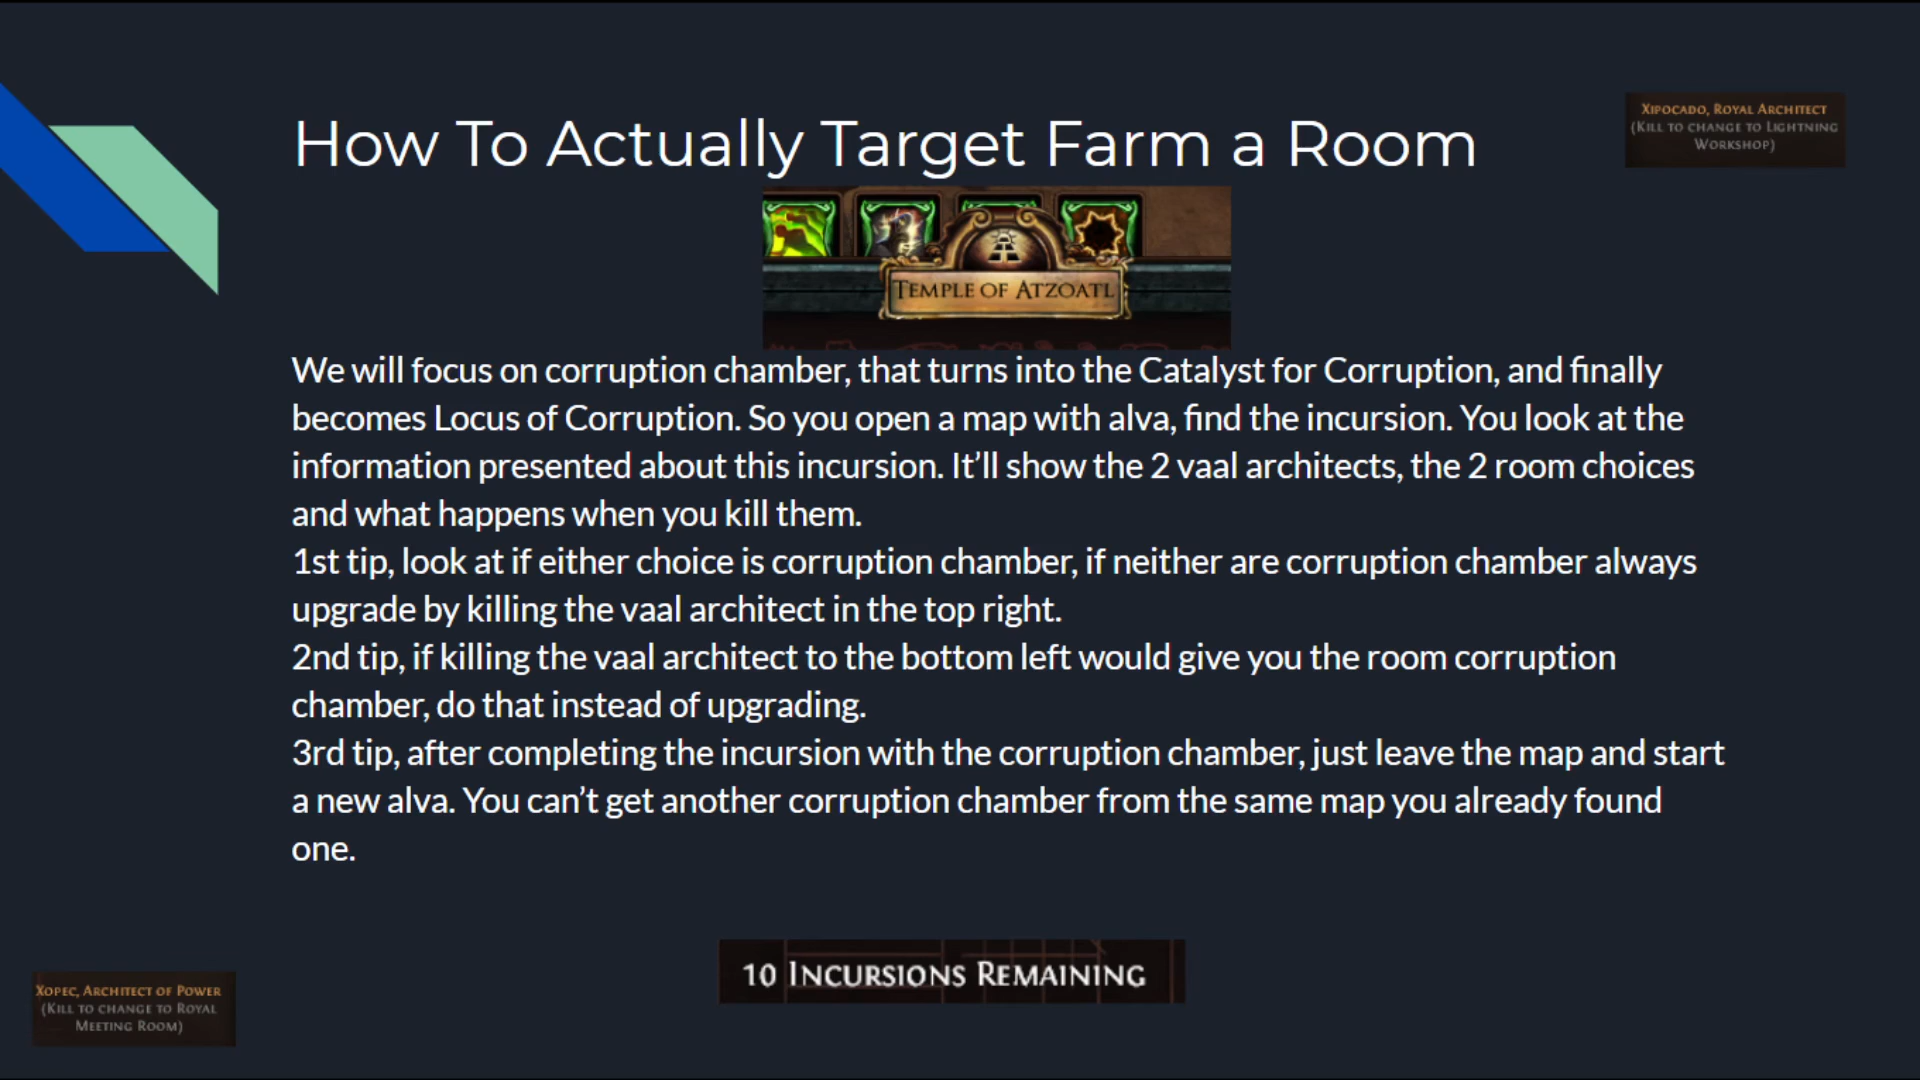 How To Actually Target Farm a Room
XIPOCADO, ROYAL ARCHITECT
(KILL TO CHANGE TO LIGHTNING
WORKSHOP)
TEMPLE OF ATZOATL
We will focus on corruption chamber, that turns into the Catalyst for Corruption, and finally
becomes Locus of Corruption. So you open a map with alva, find the incursion. You look at the
information presented about this incursion. It’ll show the 2 vaal architects, the 2 room choices
and what happens when you kill them.
1st tip, look at if either choice is corruption chamber, if neither are corruption chamber always
upgrade by killing the vaal architect in the top right.
2nd tip, if killing the vaal architect to the bottom left would give you the room corruption
chamber, do that instead of upgrading.
3rd tip, after completing the incursion with the corruption chamber, just leave the map and start
a new alva. You can’t get another corruption chamber from the same map you already found
one.
10 INCURSIONS REMAINING
XOPEC, ARCHITECT OF POWER
(KILL TO CHANGE TO ROYAL
MEETING ROOM)